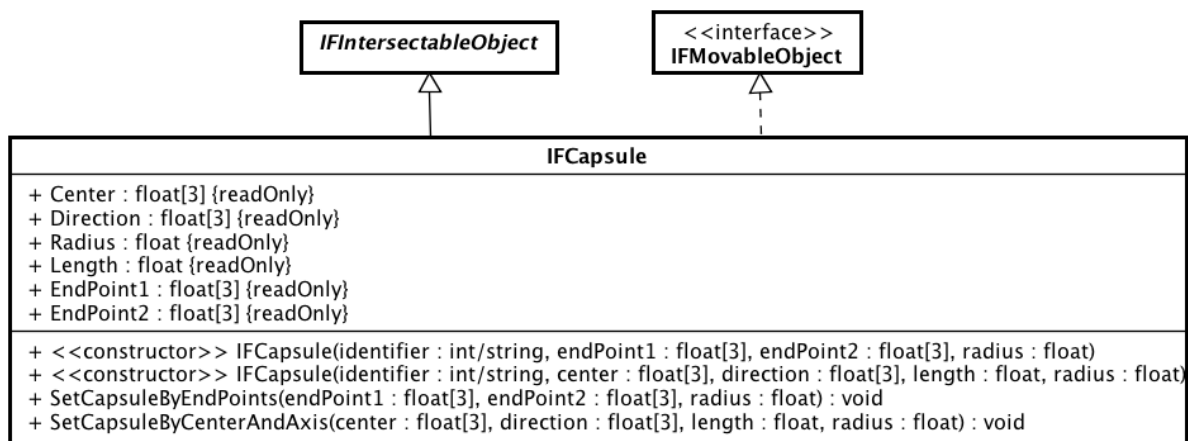 IFIntersectableObject
<<interface>>
IFMovableObject
IFCapsule
+ Center : float[3] {readOnly}
+ Direction : float[3] {readOnly}
+ Radius : float {readOnly}
+ Length : float {readOnly}
+ EndPoint1 : float[3] {readOnly}
+ EndPoint2 : float[3] {readOnly}
+ <<constructor>> IFCapsule(identifier : int/string, endPoint1 : float[3], endPoint2 : float[3], radius : float)
+ <<constructor>> IFCapsule(identifier : int/string, center : float[3], direction : float[3], length : float, radius : float)
+ SetCapsuleByEndPoints(endPoint1 : float[3], endPoint2 : float[3], radius : float) : void
+ SetCapsuleByCenterAndAxis(center : float[3], direction : float[3], length : float, radius : float) : void